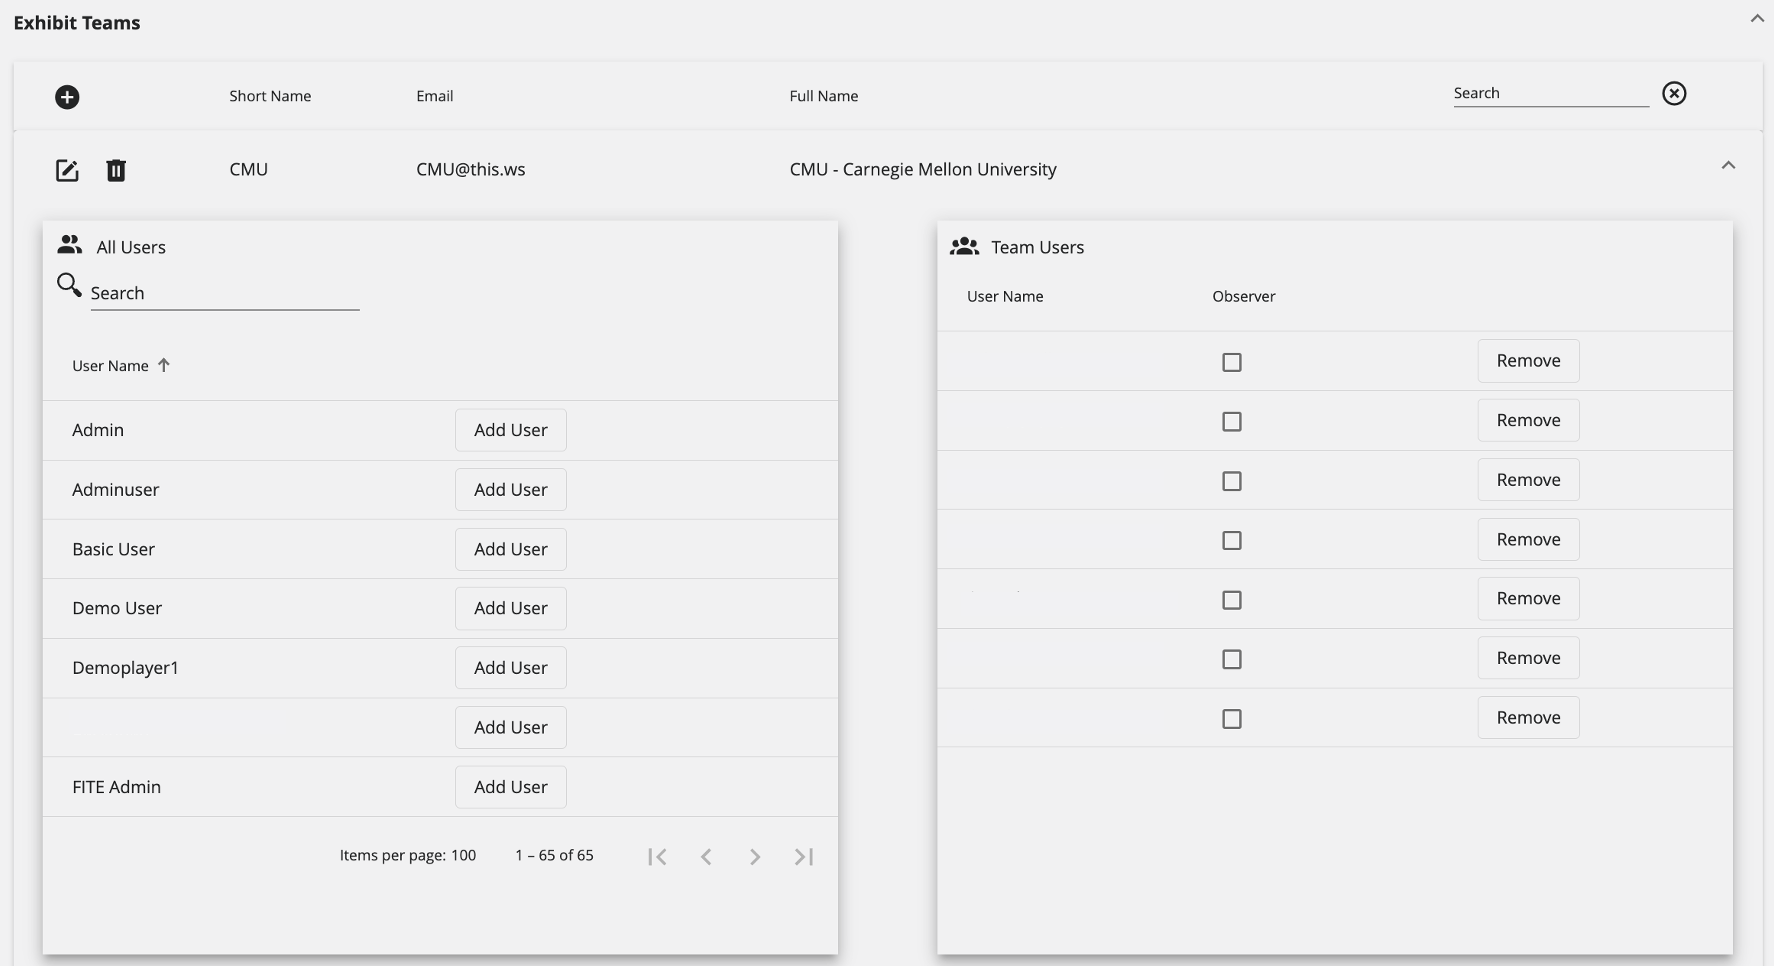 Exhibit Teams
Short Name Email Full Name Search
CMU CMU@this.ws CMU - Carnegie Mellon University
All Users
Search
User Name
Admin Add User
Adminuser Add User
Basic User Add User
Demo User Add User
Demoplayer1 Add User
Add User
FITE Admin Add User
Items per page: 100 1 – 65 of 65
Team Users
User Name Observer
Remove
Remove
Remove
Remove
Remove
Remove
Remove